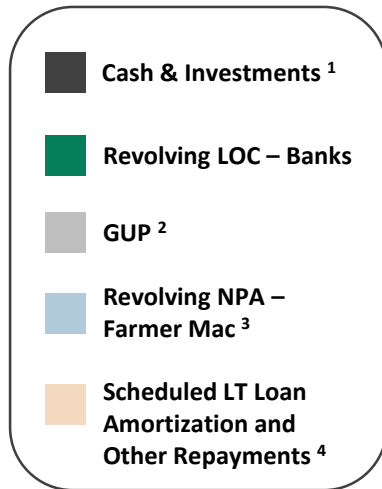 Cash & Investments ¹
Revolving LOC – Banks
GUP ²
Revolving NPA –
Farmer Mac ³
Scheduled LT Loan
Amortization and
Other Repayments ⁴